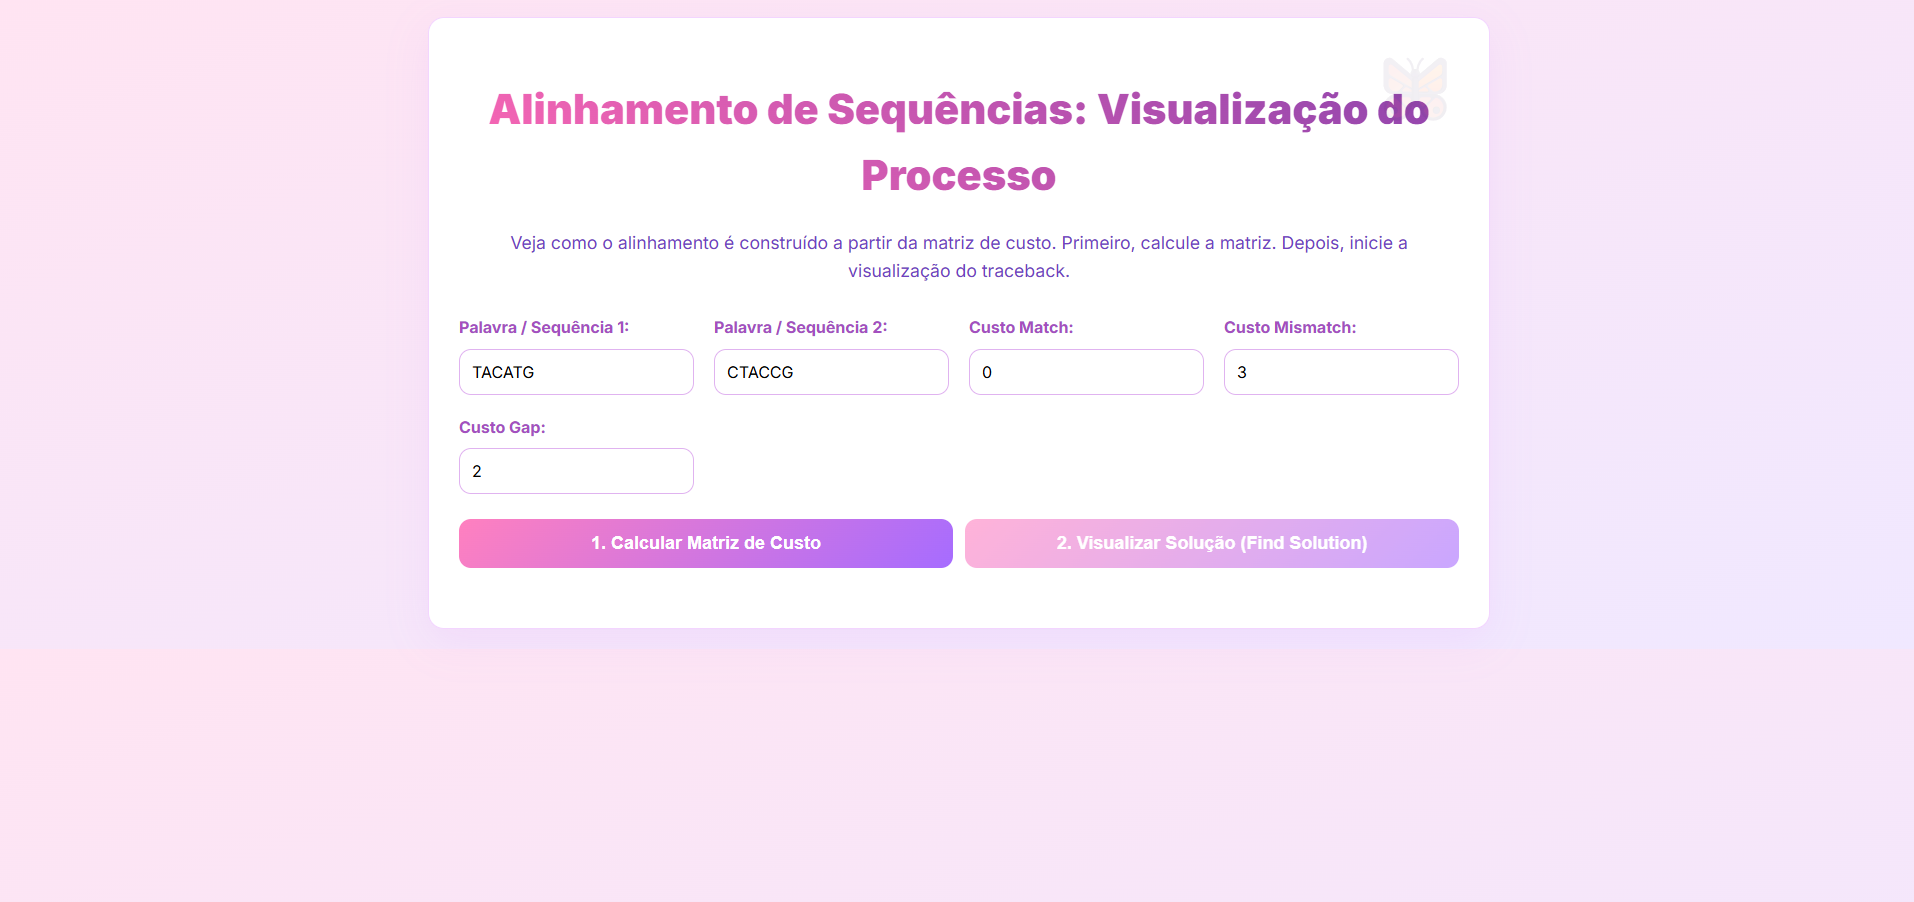 Alinhamento de Sequências: Visualização do
Processo
Veja como o alinhamento é construído a partir da matriz de custo. Primeiro, calcule a matriz. Depois, inicie a
visualização do traceback.
Palavra / Sequência 1:
TACATG
Palavra / Sequência 2:
CTACCG
Custo Match:
0
Custo Mismatch:
3
Custo Gap:
2
1. Calcular Matriz de Custo
2. Visualizar Solução (Find Solution)